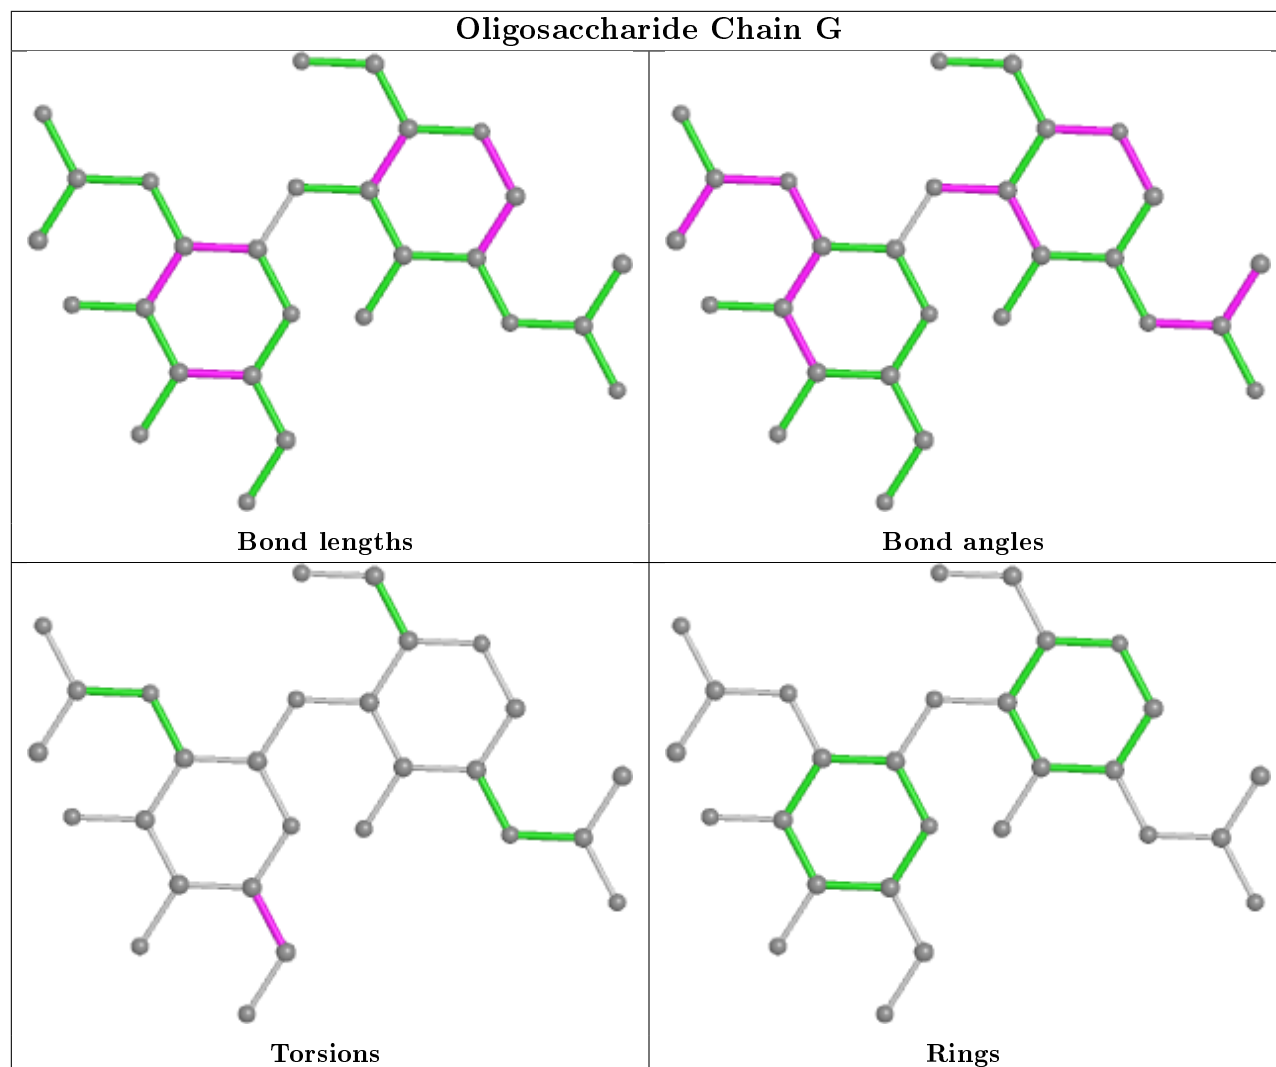 Oligosaccharide Chain G
Bond lengths
Bond angles
Torsions
Rings